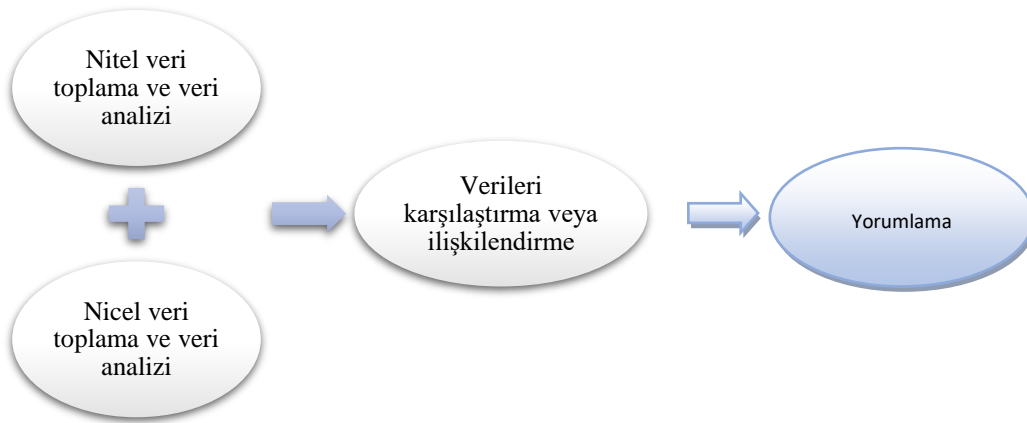 Nitel veri
toplama ve veri
analizi
Nicel veri
toplama ve veri
analizi
Verileri
karşılaştırma veya
ilişkilendirme
Yorumlama